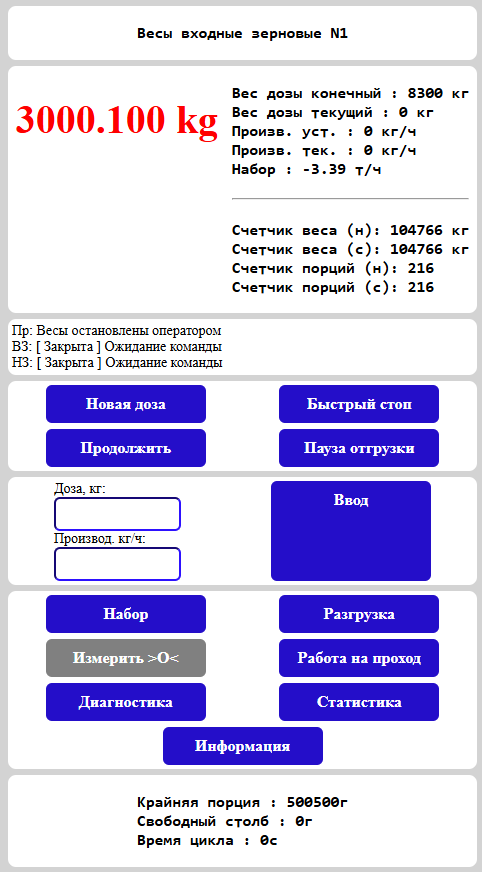 Весы входные зерновые N1
3000.100 kg
Вес дозы конечный : 8300 кг
Вес дозы текущий : 0 кг
Произв. уст. : 0 кг/ч
Произв. тек. : 0 кг/ч
Набор : -3.39 т/ч
Счетчик веса (н): 104766 кг
Счетчик веса (с): 104766 кг
Счетчик порций (н): 216
Счетчик порций (с): 216
Пр: Весы остановлены оператором
ВЗ: [ Закрыта ] Ожидание команды
НЗ: [ Закрыта ] Ожидание команды
Новая доза
Быстрый стоп
Продолжить
Пауза отгрузки
Доза, кг:
Производ. кг/ч:
Ввод
Набор
Разгрузка
Измерить >O<
Работа на проход
Диагностика
Статистика
Информация
Крайняя порция : 500500г
Свободный столб : 0г
Время цикла : 0с